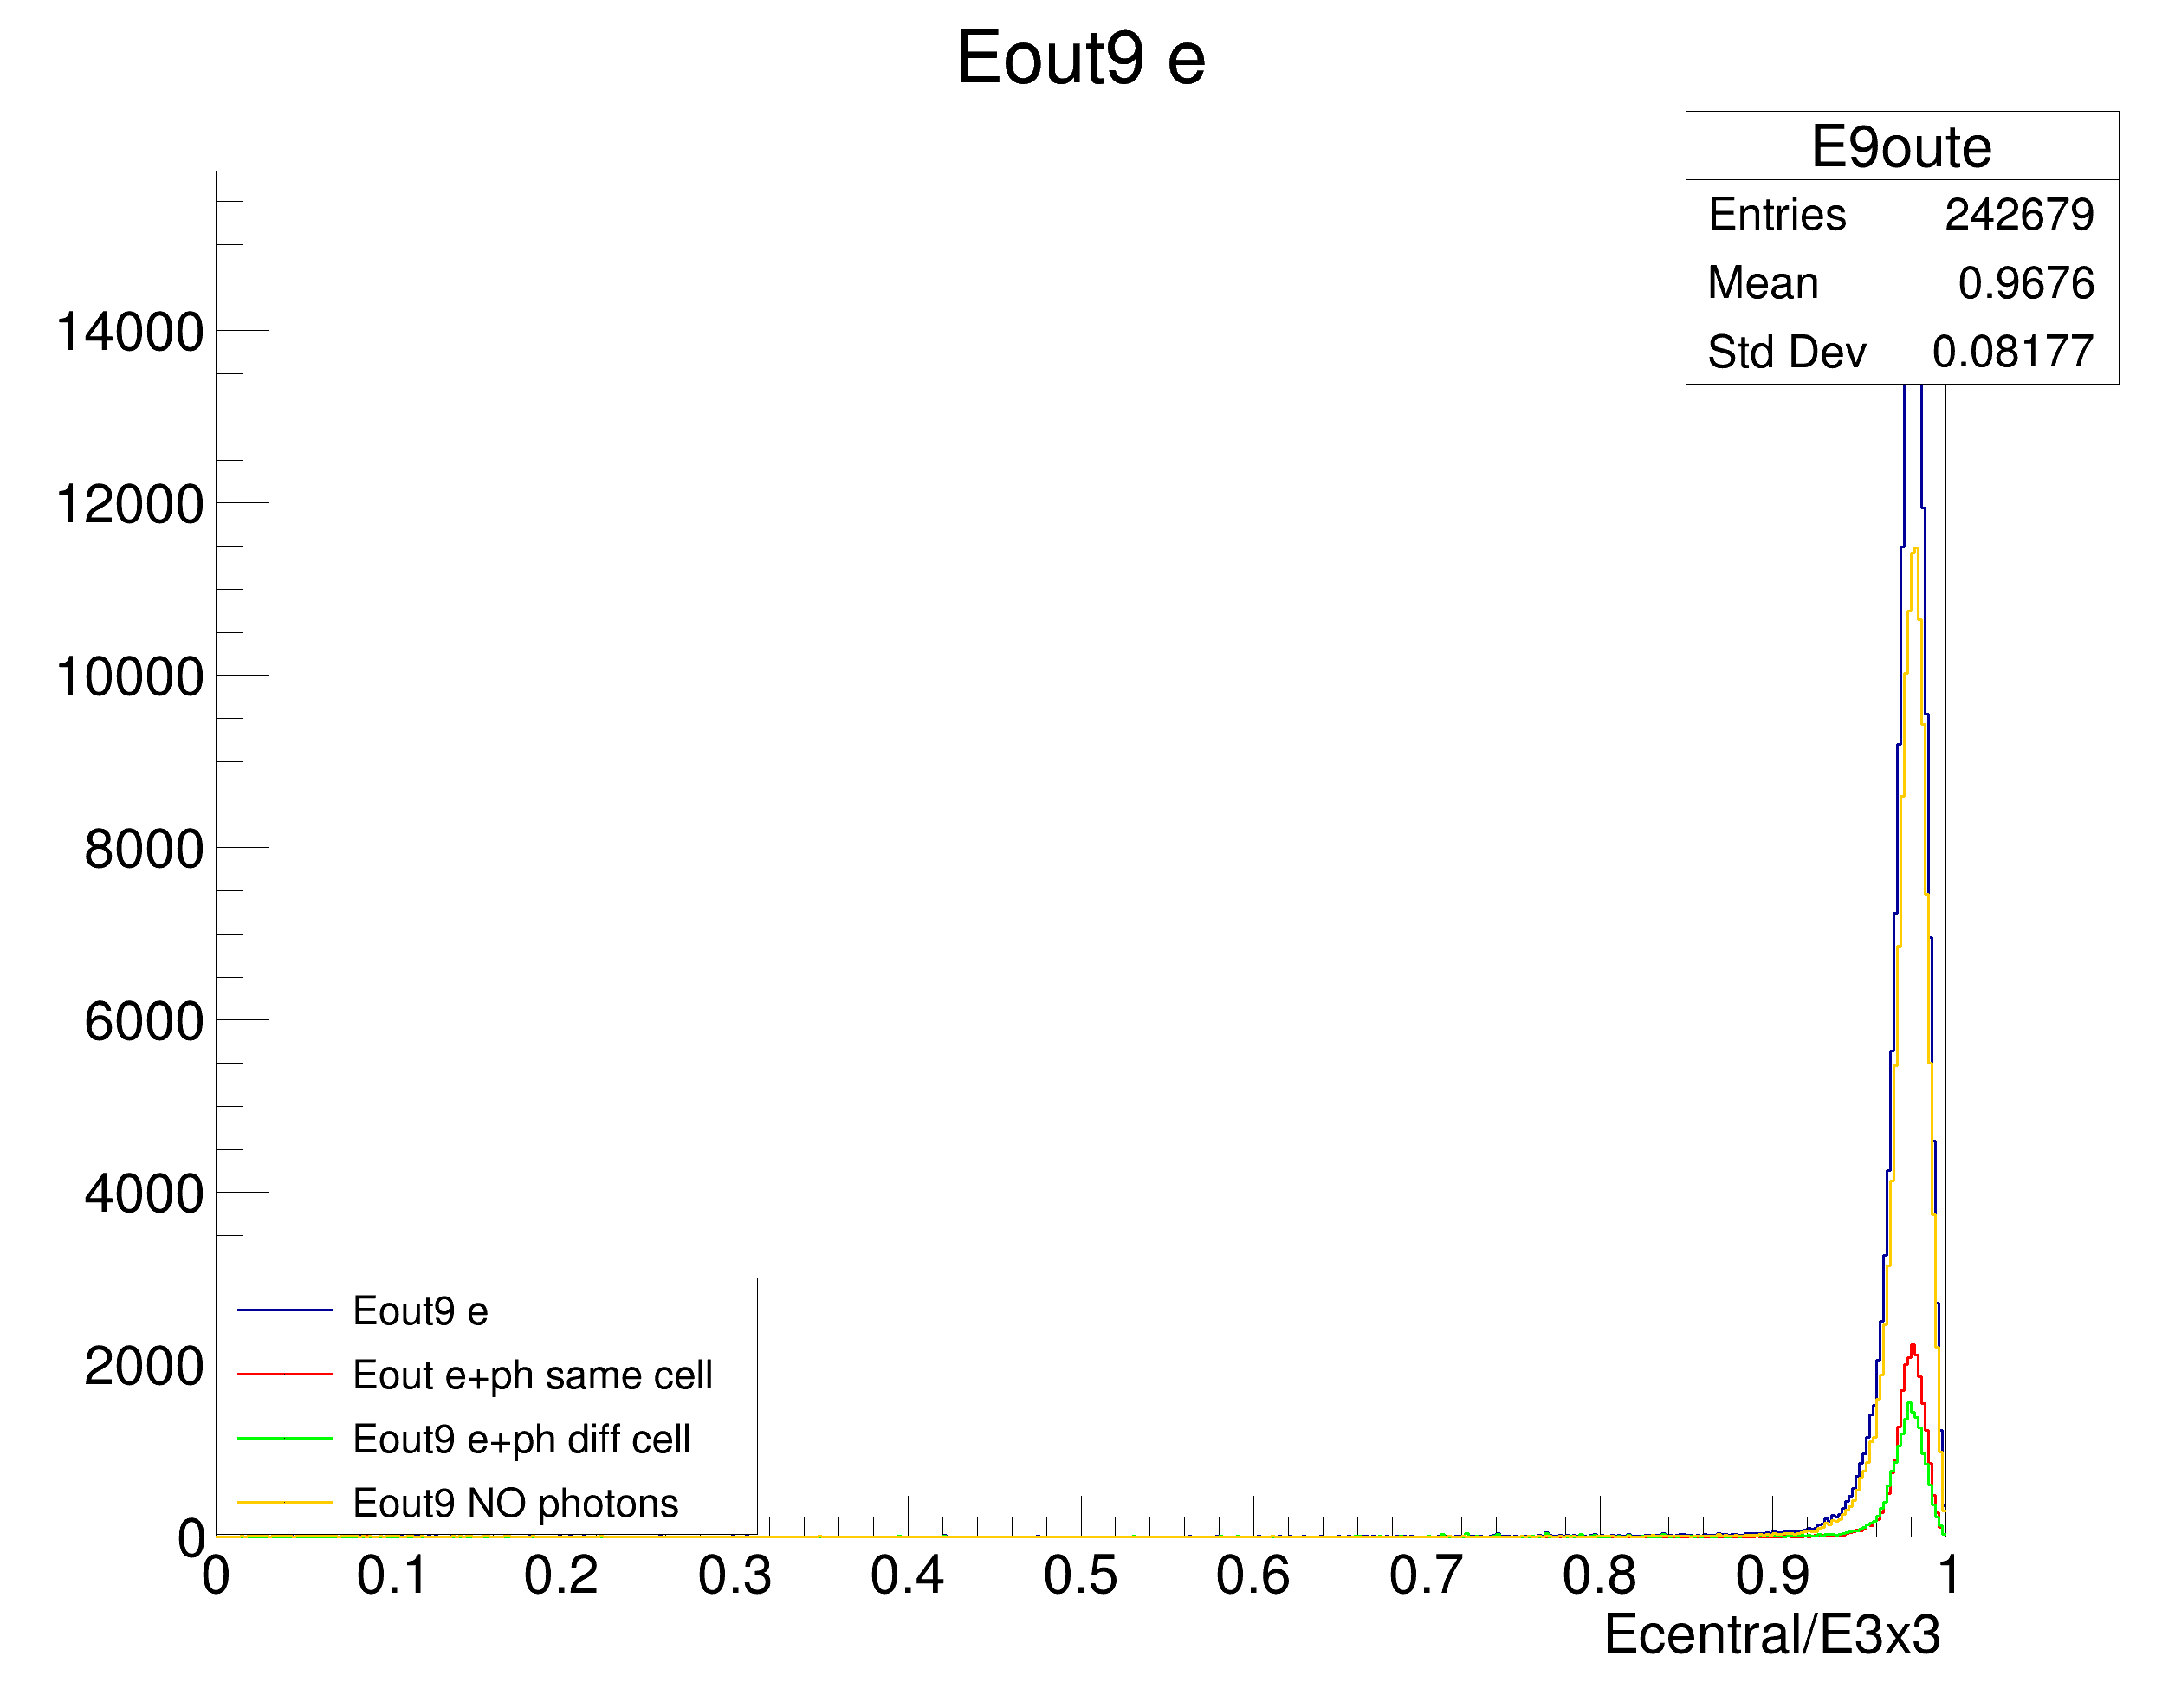 Eout9 e
E9oute
Entries 242679
Mean 0.9676
Std Dev 0.08177
14000
12000
10000
8000
6000
4000
2000
0
Eout9 e
Eout e+ph same cell
Eout9 e+ph diff cell
Eout9 NO photons
0 0.1 0.2 0.3 0.4 0.5 0.6 0.7 0.8 0.9 1
Ecentral/E3x3